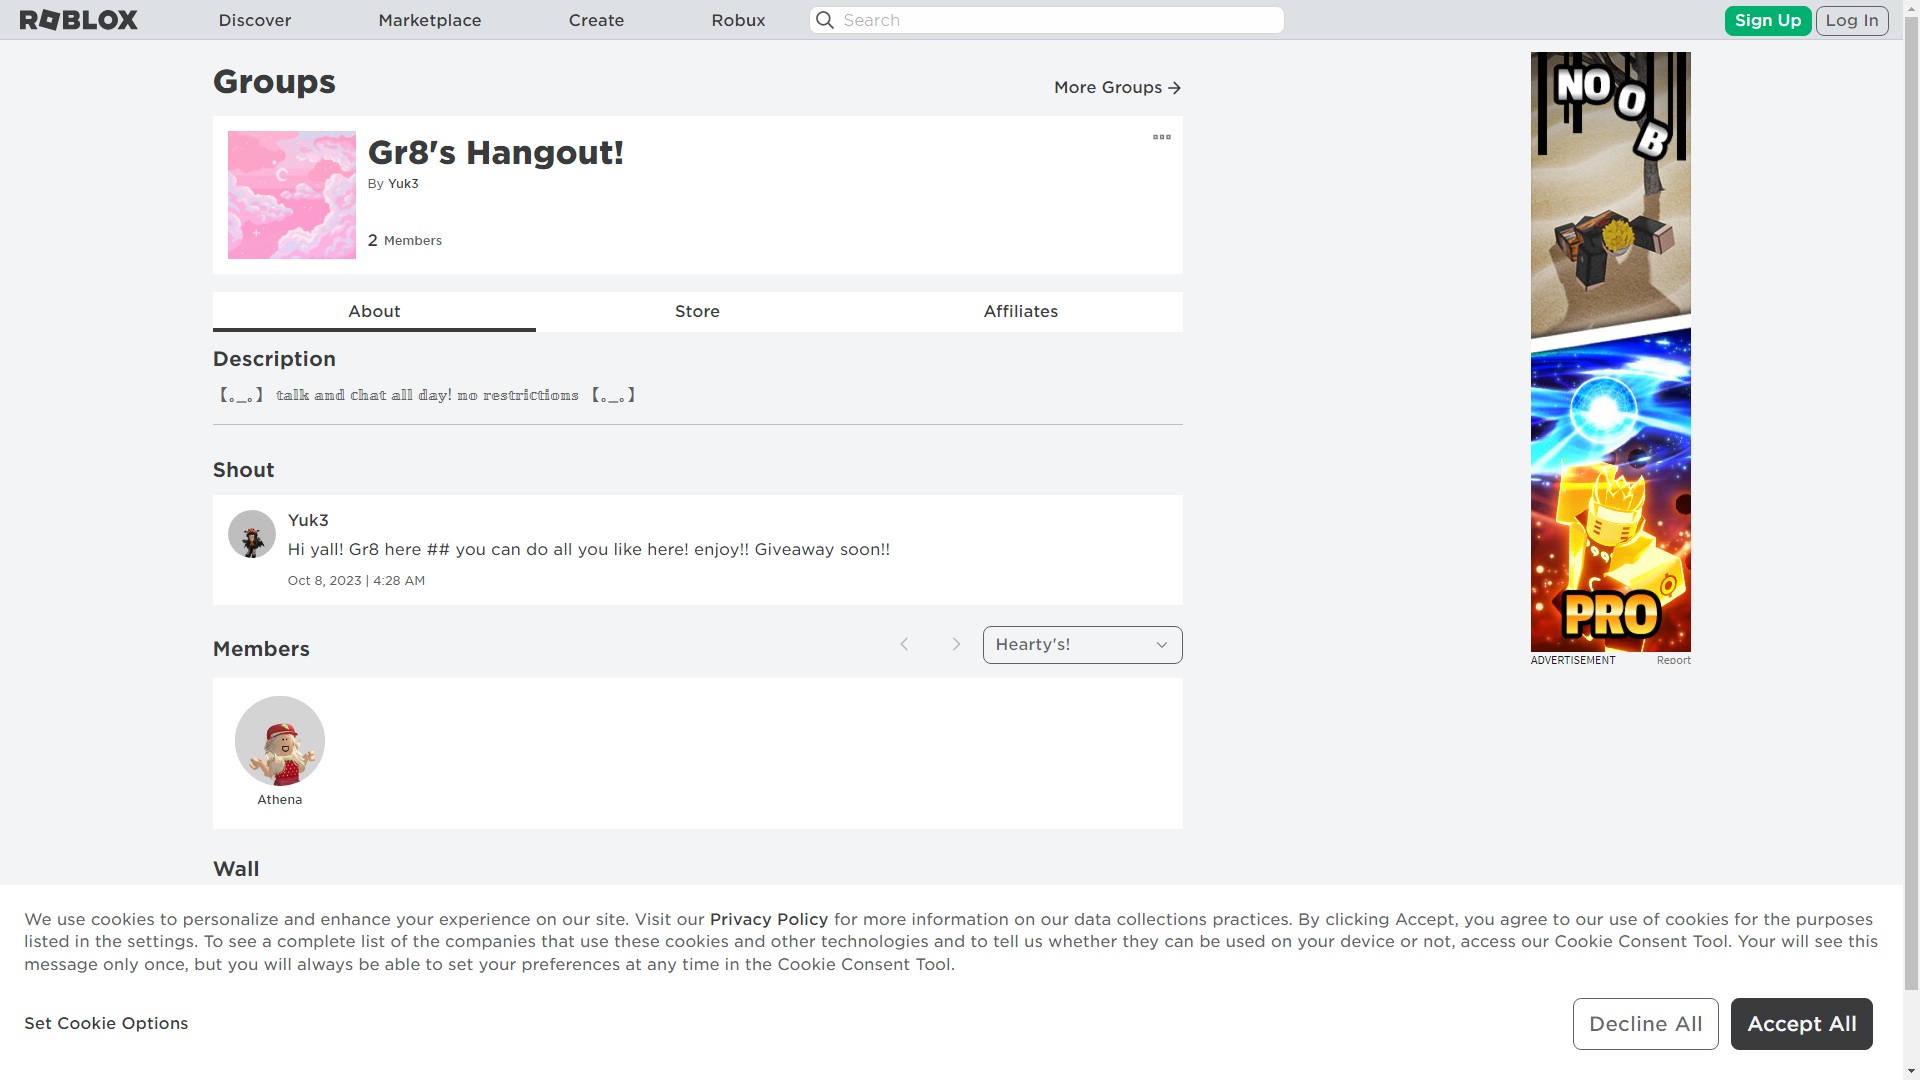 ROBLOX
Discover
Marketplace
Create
Robux
Search
Sign Up
Log In
Groups
More Groups
Gr8's Hangout!
By Yuk3
2 Members
About
Store
Affiliates
Description
【｡_｡】 𝕥𝕒𝕝𝕜 𝕒𝕟𝕕 𝕔𝕙𝕒𝕥 𝕒𝕝𝕝 𝕕𝕒𝕪! 𝕟𝕠 𝕣𝕖𝕤𝕥𝕣𝕚𝕔𝕥𝕚𝕠𝕟𝕤 【｡_｡】
Shout
Yuk3
Hi yall! Gr8 here ## you can do all you like here! enjoy!! Giveaway soon!!
Oct 8, 2023 | 4:28 AM
Members
Hearty's!
Athena
Wall
NOOB
PRO
ADVERTISEMENT
Report
We use cookies to personalize and enhance your experience on our site. Visit our Privacy Policy for more information on our data collections practices. By clicking Accept, you agree to our use of cookies for the purposes
listed in the settings. To see a complete list of the companies that use these cookies and other technologies and to tell us whether they can be used on your device or not, access our Cookie Consent Tool. Your will see this
message only once, but you will always be able to set your preferences at any time in the Cookie Consent Tool.
Set Cookie Options
Decline All
Accept All